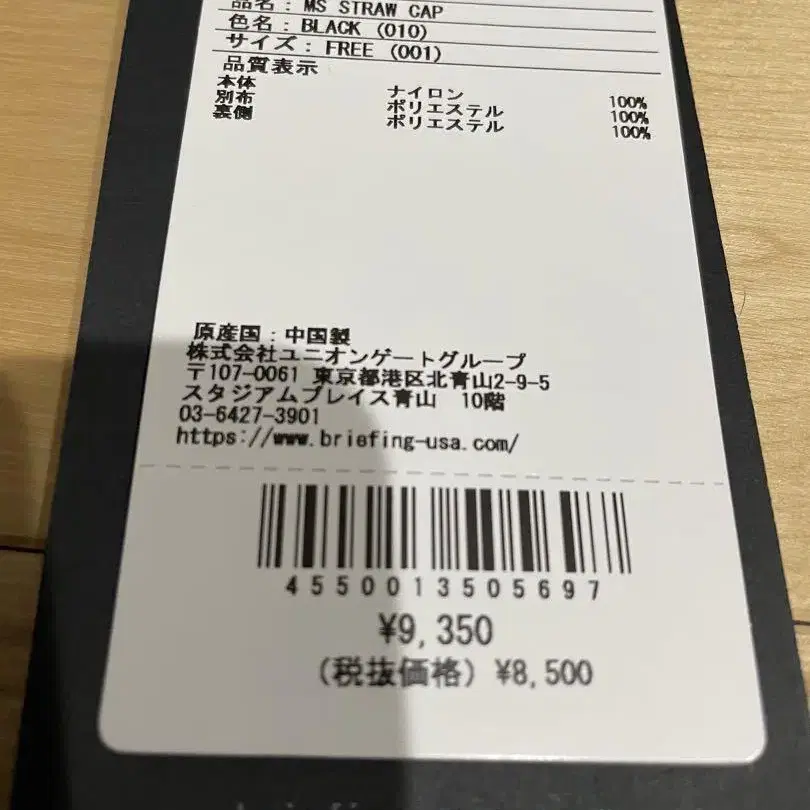 品名: MS STRAW CAP
色名: BLACK (010)
サイズ: FREE (001)
品質表示
本体 ナイロン 100%
別布 ポリエステル 100%
裏側 ポリエステル 100%
原産国:中国製
株式会社ユニオンゲートグループ
〒107-0061 東京都港区北青山2-9-5
スタジアムプレイス青山 10階
03-6427-3901
https://www.briefing-usa.com/
4550013505697
¥9,350
(税抜価格) ¥8,500